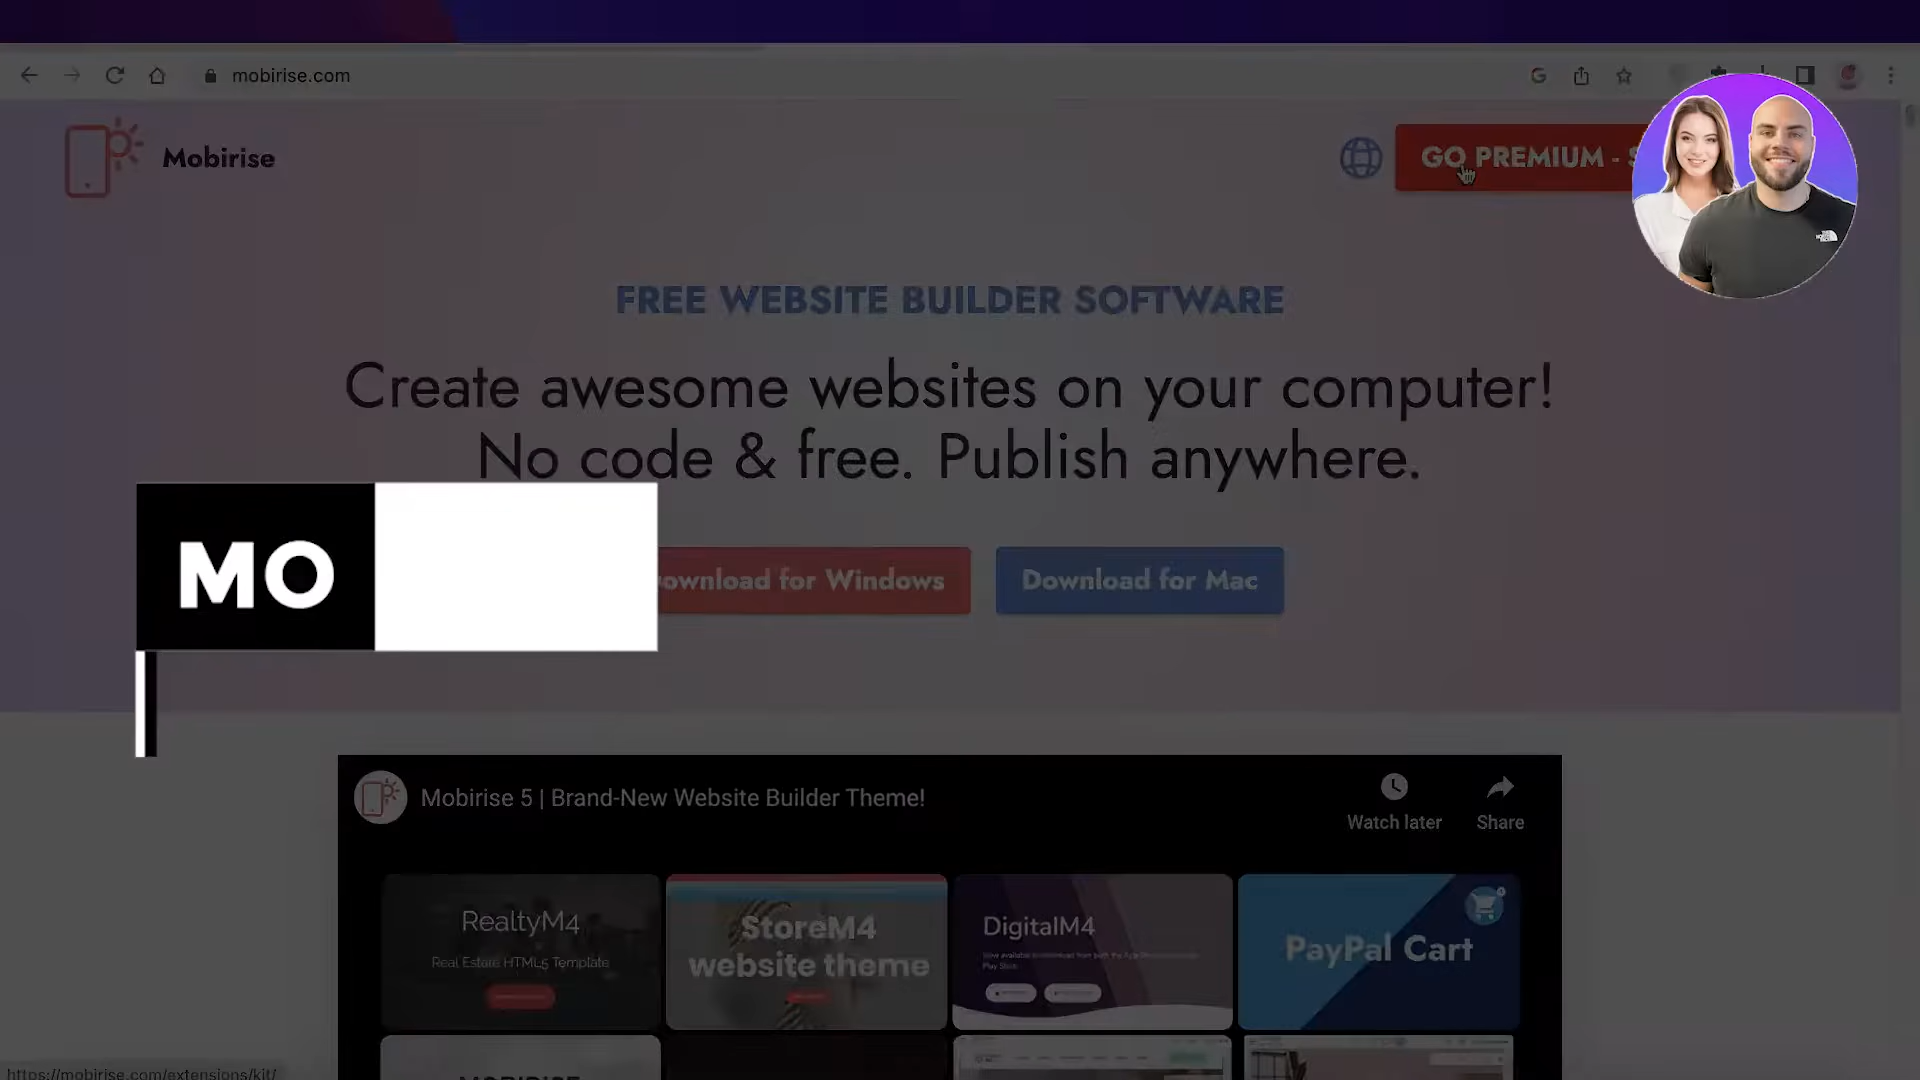 mobirise.com
Mobirise
GO PREMIUM -
FREE WEBSITE BUILDER SOFTWARE
Create awesome websites on your computer!
No code & free. Publish anywhere.
MO
ownload for Windows
Download for Mac
Mobirise 5 | Brand-New Website Builder Theme!
Watch later
Share
RealtyM4
Real Estate HTML5 Template
StoreM4
website theme
DigitalM4
PayPal Cart
https://mobirise.com/extensions/kit/